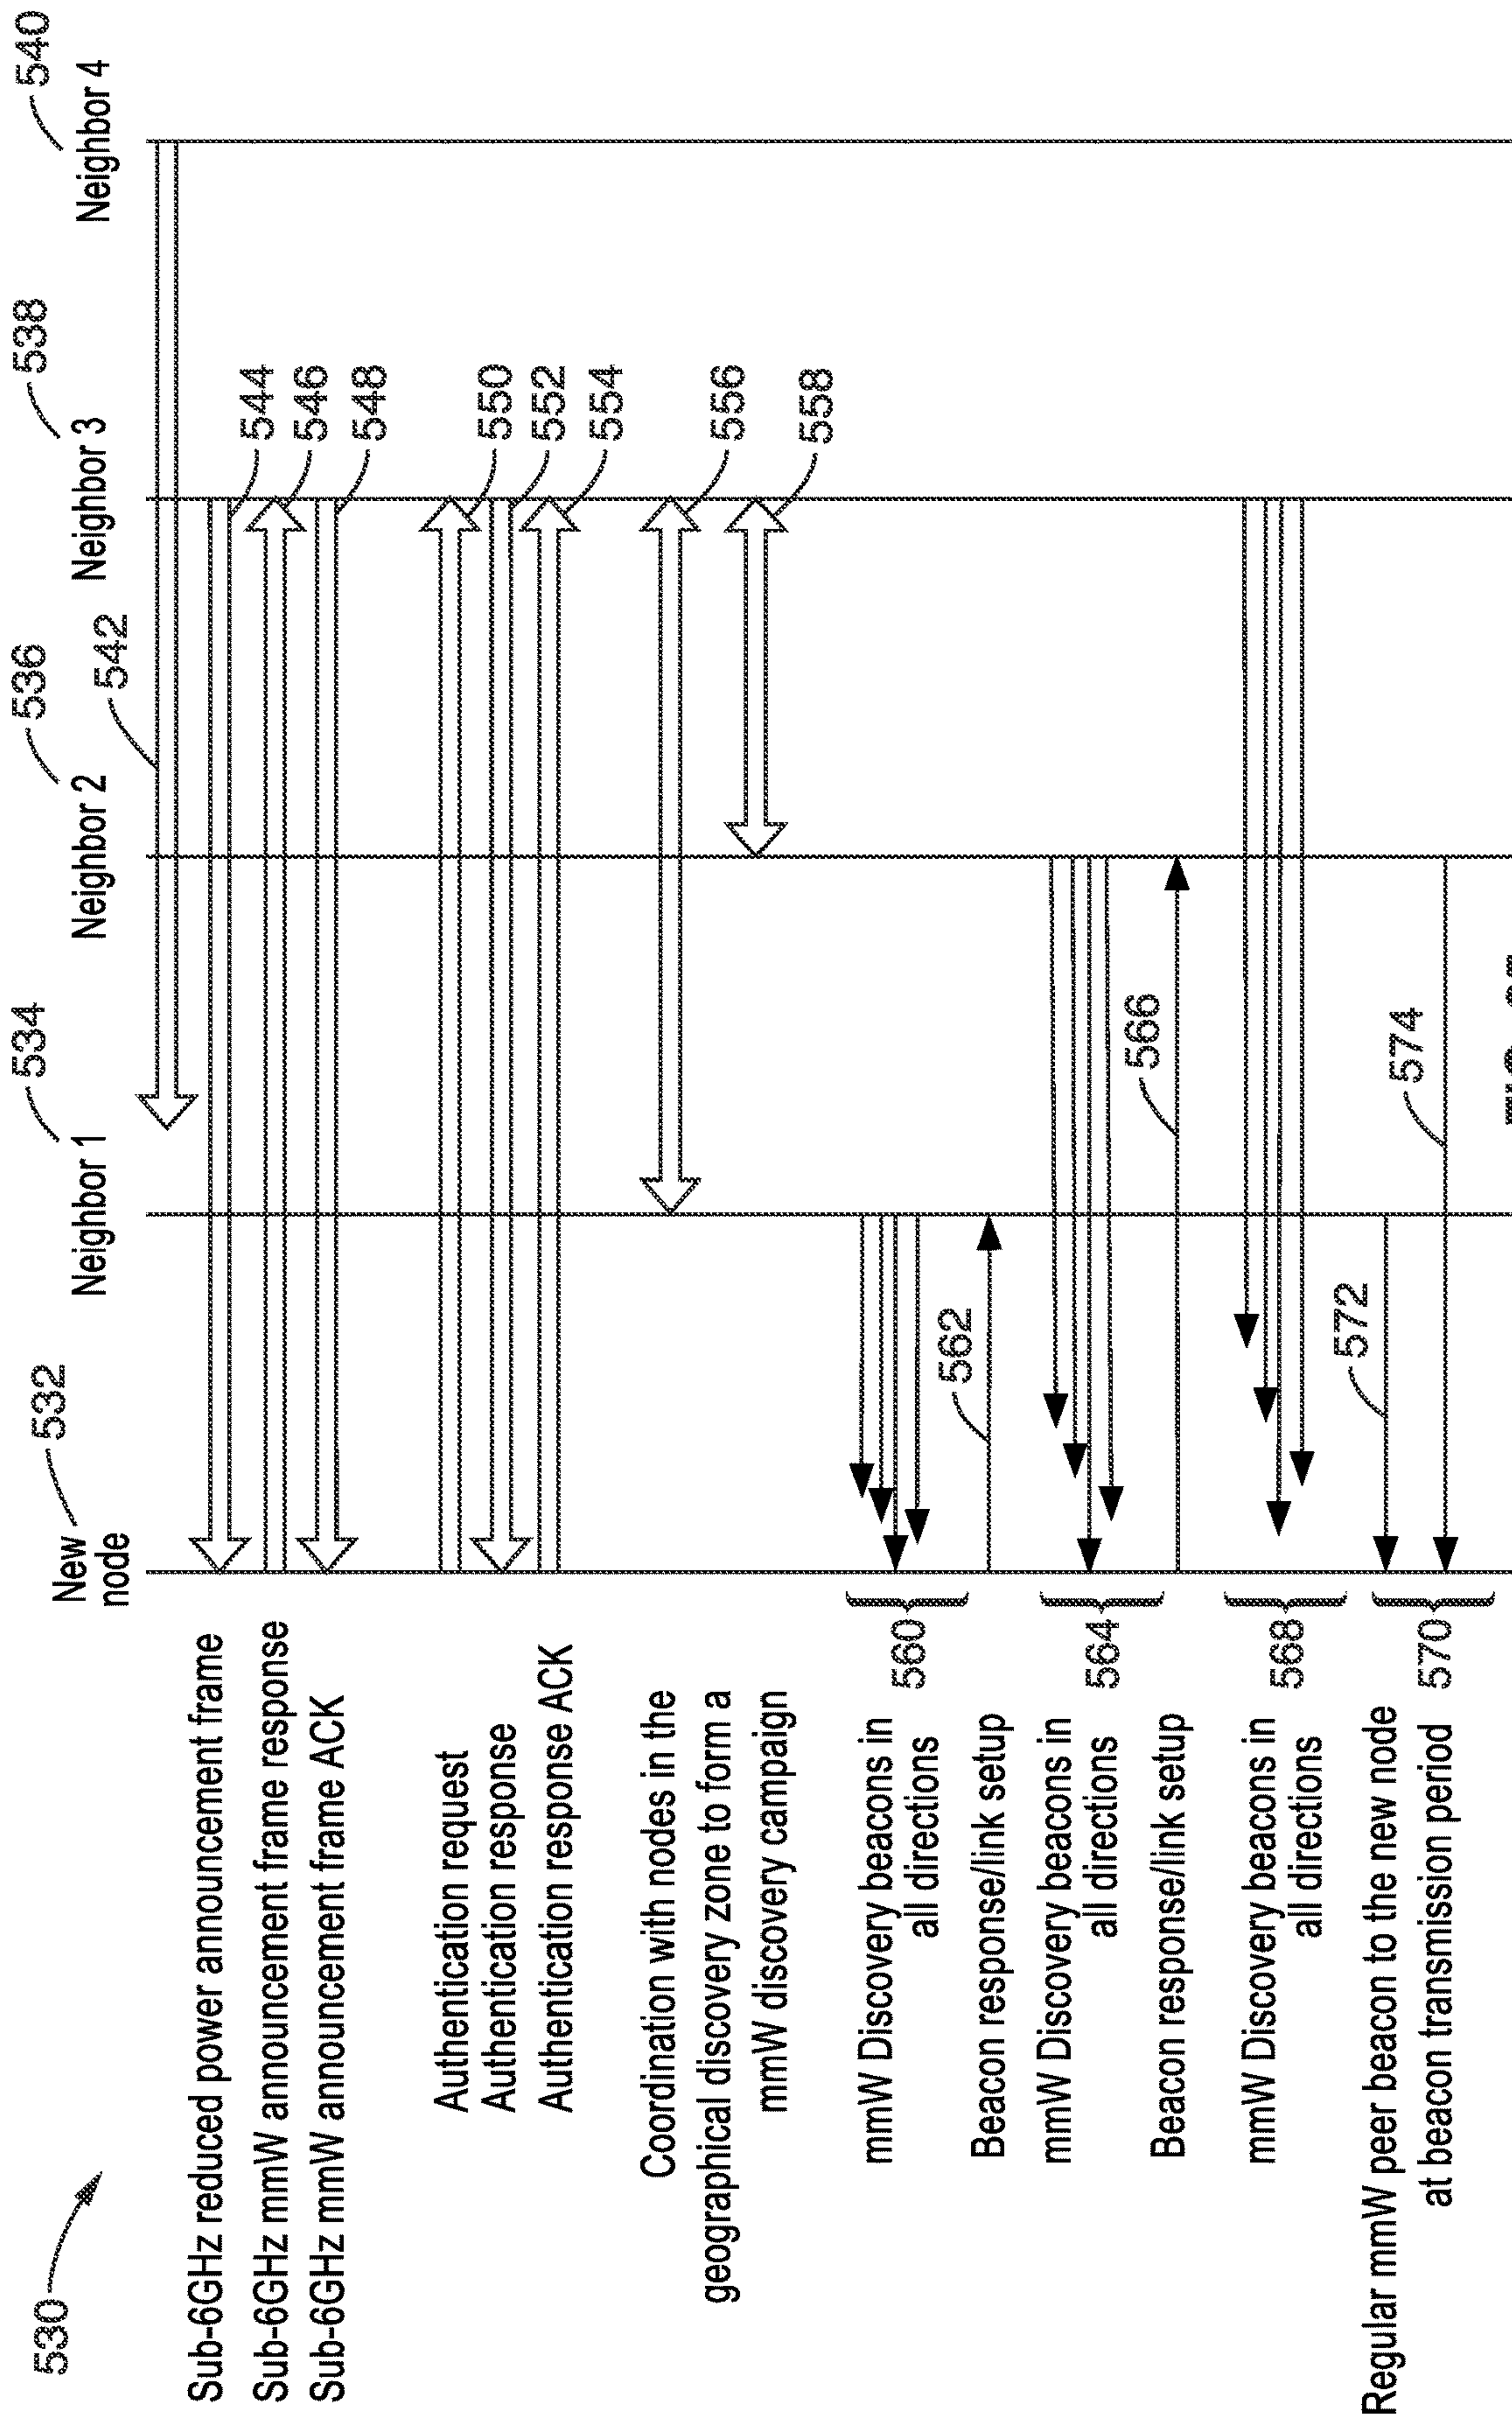 530
New
node
532
Neighbor 1
534
Neighbor 2
536
Neighbor 3
538
Neighbor 4
540
542
Sub-6GHz reduced power announcement frame
544
Sub-6GHz mmW announcement frame response
546
Sub-6GHz mmW announcement frame ACK
548
Authentication request
550
Authentication response
552
Authentication response ACK
554
Coordination with nodes in the
geographical discovery zone to form a
mmW discovery campaign
556
558
mmW Discovery beacons in
all directions
560
Beacon response/link setup
562
mmW Discovery beacons in
all directions
564
Beacon response/link setup
566
mmW Discovery beacons in
all directions
568
Regular mmW peer beacon to the new node
at beacon transmission period
570
572
574